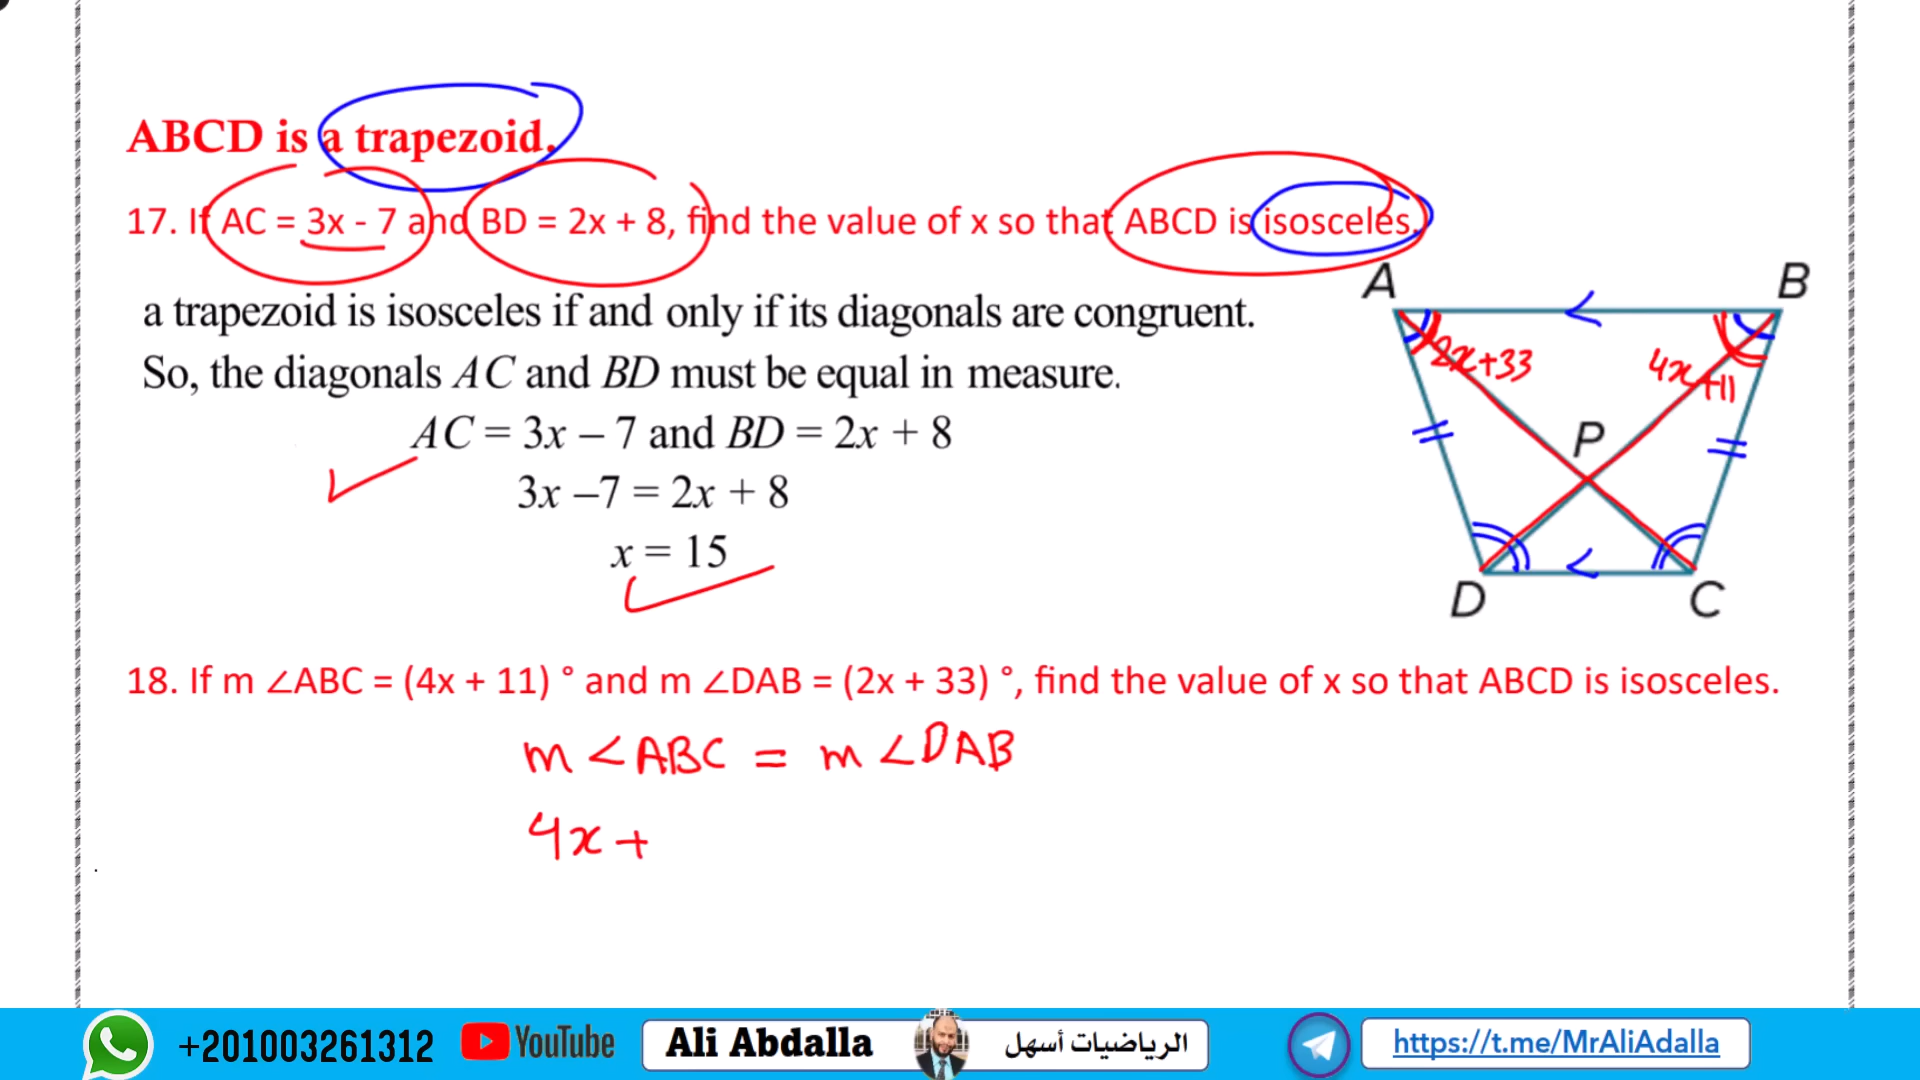 ABCD is a trapezoid.
17. If AC = 3x - 7 and BD = 2x + 8, find the value of x so that ABCD is isosceles.
a trapezoid is isosceles if and only if its diagonals are congruent.
So, the diagonals AC and BD must be equal in measure.
AC = 3x – 7 and BD = 2x + 8
3x –7 = 2x + 8
x = 15
A
B
2x+33
4x+11
P
D
C
18. If m ∠ABC = (4x + 11) ° and m ∠DAB = (2x + 33) °, find the value of x so that ABCD is isosceles.
m ∠ABC = m ∠DAB
4x +
+201003261312
YouTube
Ali Abdalla
الرياضيات أسهل
https://t.me/MrAliAdalla